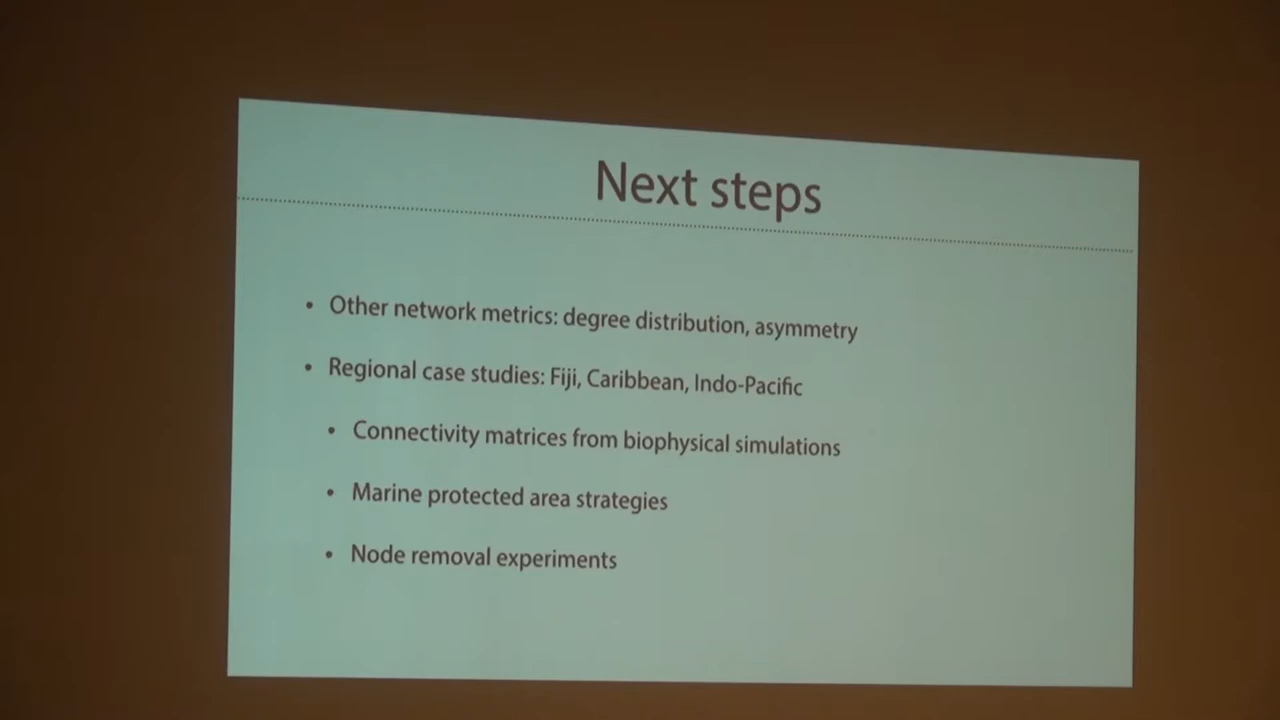 Next steps
• Other network metrics: degree distribution, asymmetry
• Regional case studies: Fiji, Caribbean, Indo-Pacific
• Connectivity matrices from biophysical simulations
• Marine protected area strategies
• Node removal experiments